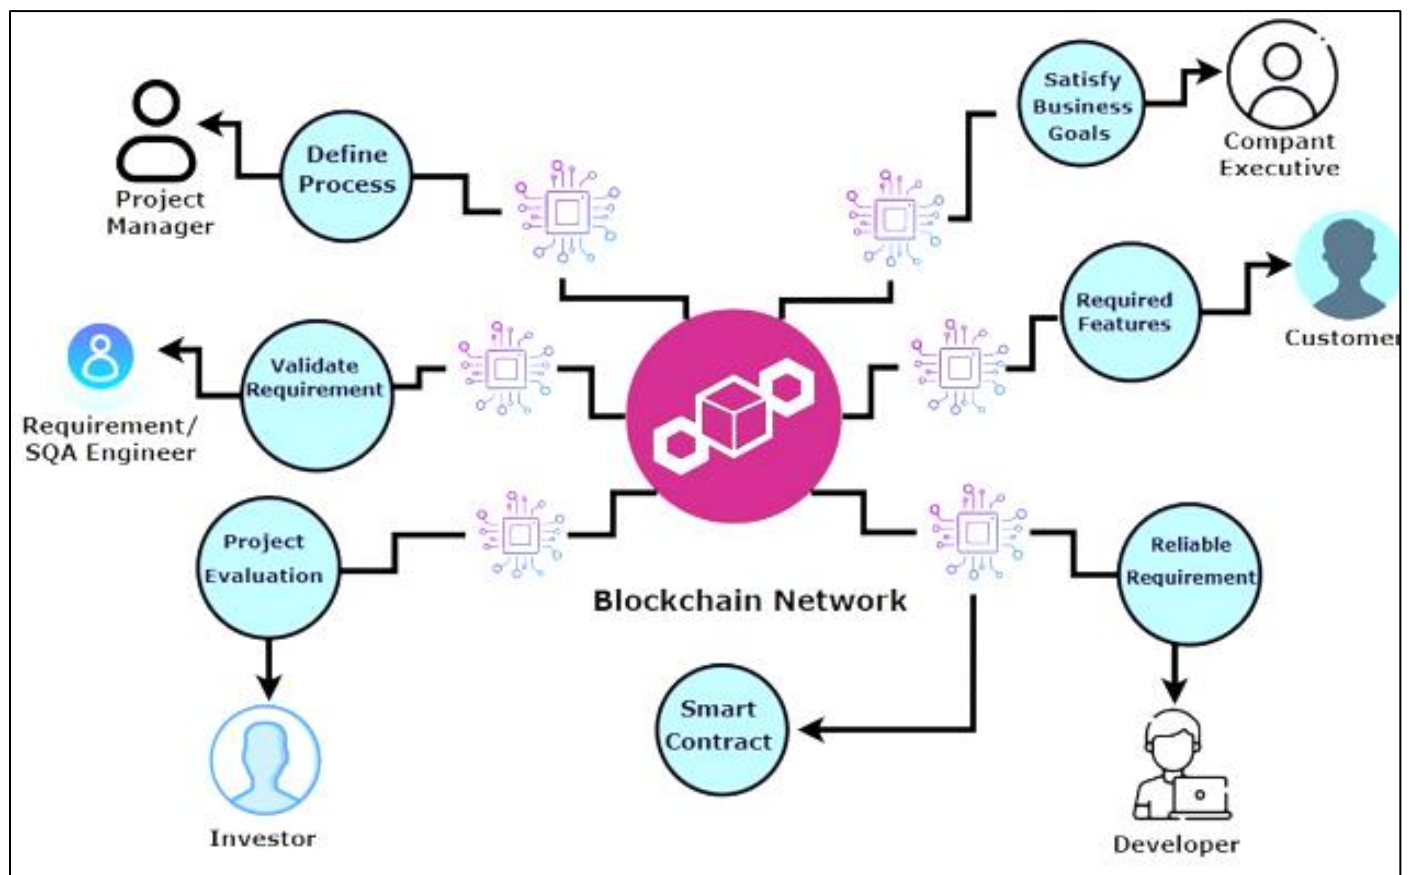 Define
Process
Project
Manager
Validate
Requirement
Requirement/
SQA Engineer
Project
Evaluation
Investor
Blockchain Network
Smart
Contract
Satisfy
Business
Goals
Compant
Executive
Required
Features
Customer
Reliable
Requirement
Developer